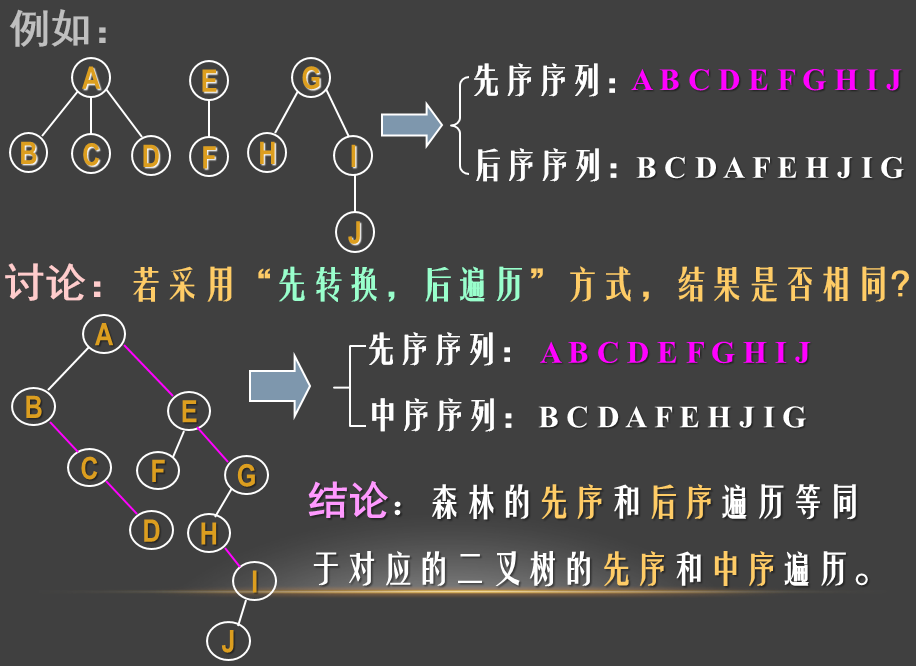 例如：
A E G
先序序列：A B C D E F G H I J
B C D F H I
后序序列：B C D A F E H J I G
J
讨论：若采用“先转换，后遍历”方式，结果是否相同?
A
先序序列：A B C D E F G H I J
B E
中序序列：B C D A F E H J I G
C F G
结论：森林的先序和后序遍历等同
D H
于对应的二叉树的先序和中序遍历。
I
J